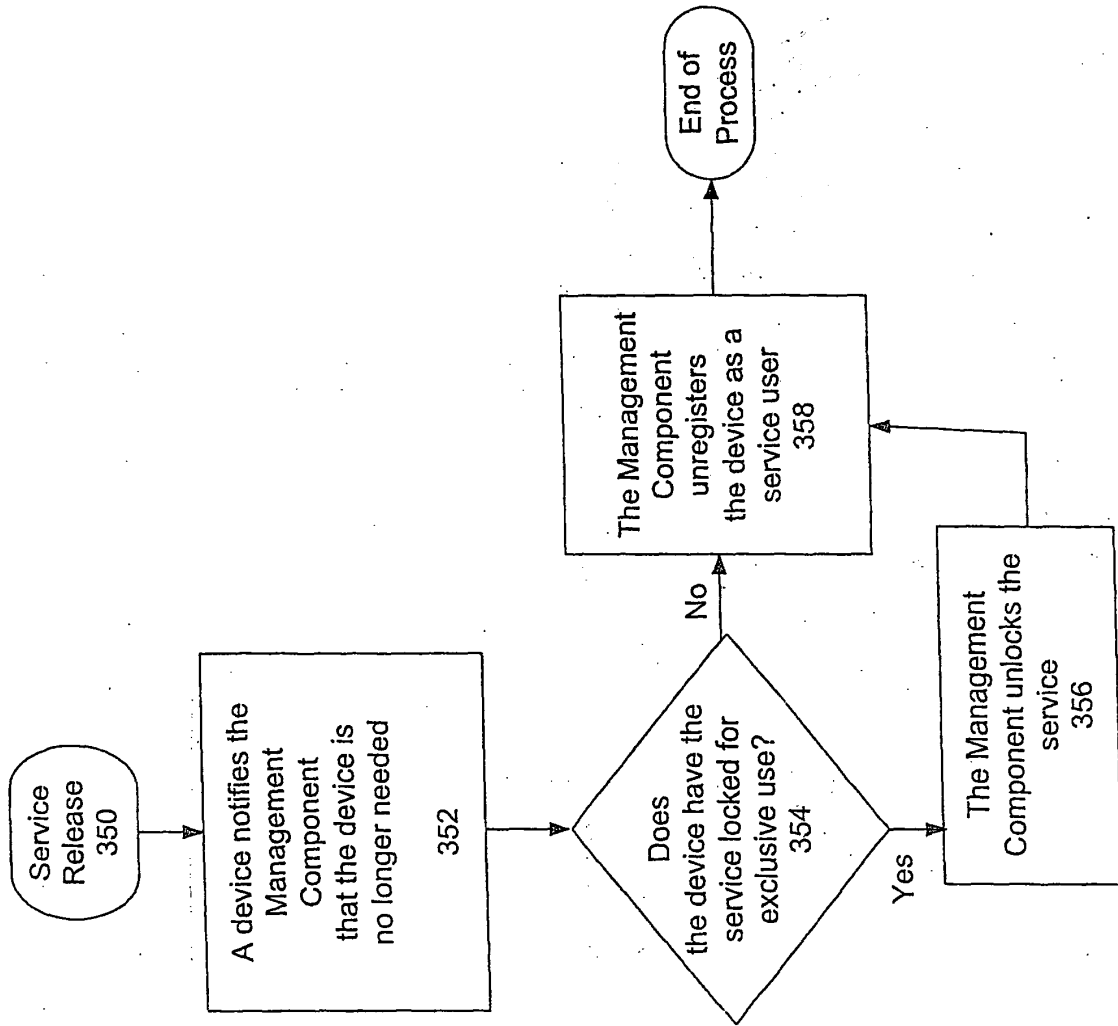 Service
Release
350
A device notifies the
Management
Component
that the device is
no longer needed
352
Does
the device have the
service locked for
exclusive use?
354
No
Yes
The Management
Component unlocks the
service
356
The Management
Component
unregisters
the device as a
service user
358
End of
Process